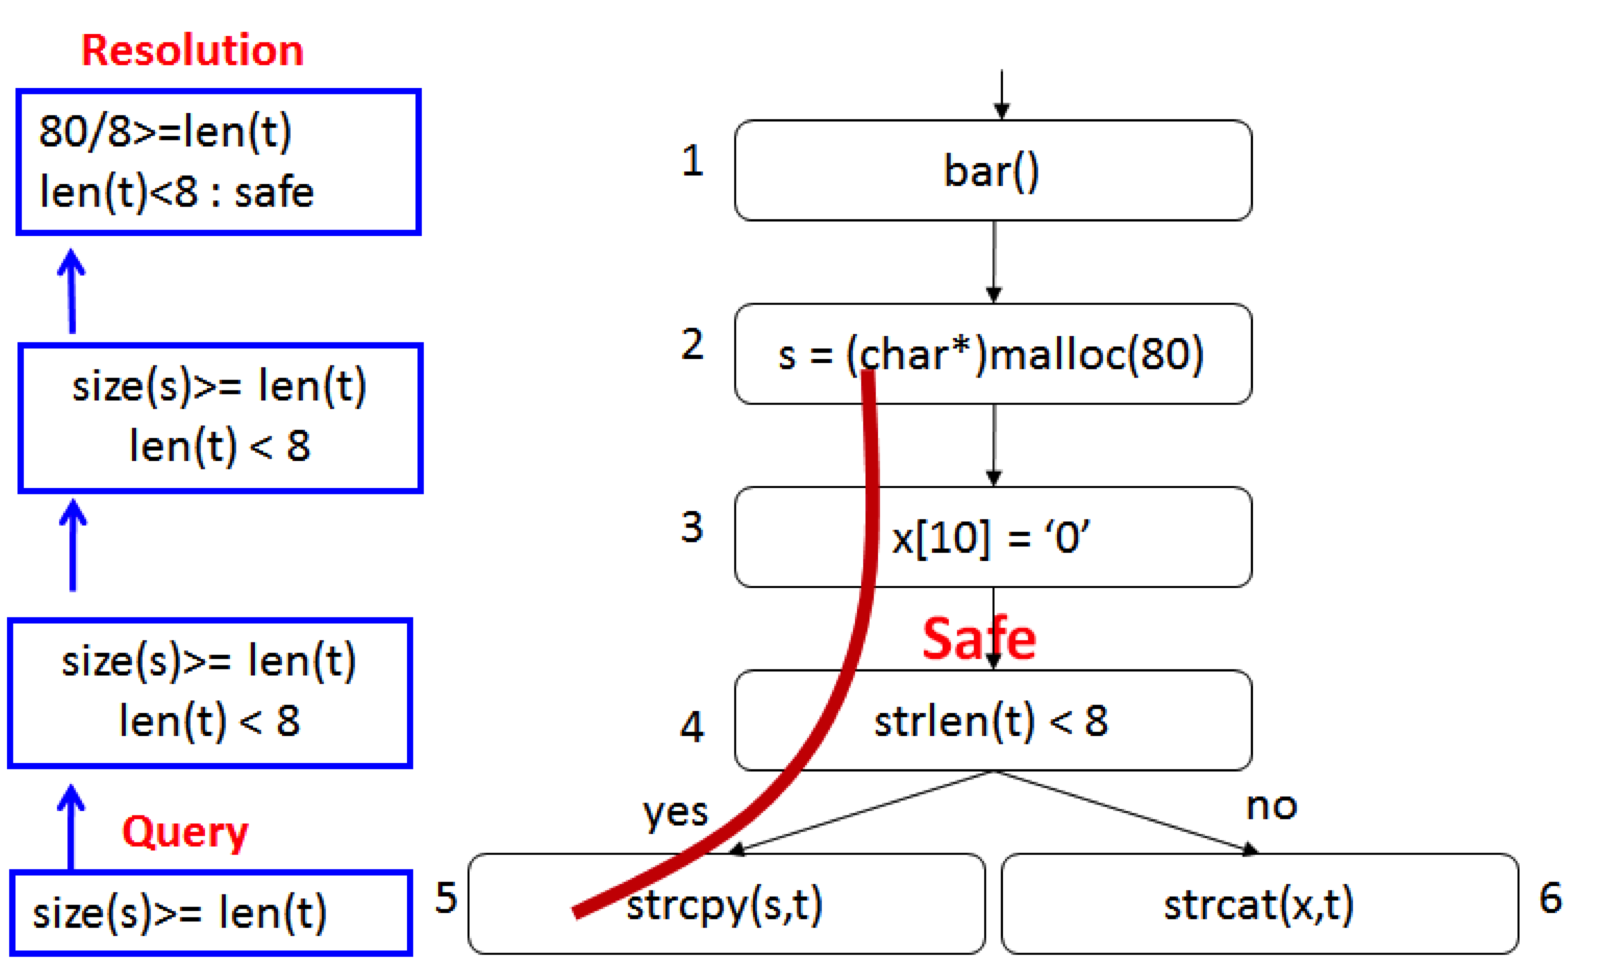 Resolution
80/8>=len(t)
len(t)<8 : safe
size(s)>= len(t)
len(t) < 8
size(s)>= len(t)
len(t) < 8
Query
size(s)>= len(t)
1
bar()
2
s = (char*)malloc(80)
3
x[10] = ‘0’
Safe
4
strlen(t) < 8
yes
no
5
strcpy(s,t)
strcat(x,t)
6